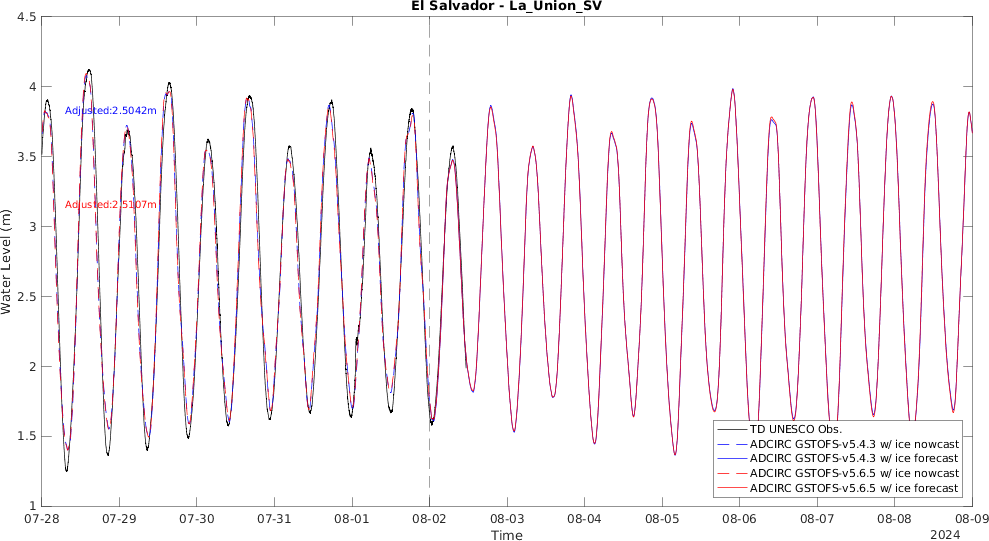 El Salvador - La_Union_SV
4.5
4
3.5
3
2.5
2
1.5
1
Water Level (m)
Adjusted:2.5042m
Adjusted:2.5107m
TD UNESCO Obs.
ADCIRC GSTOFS-v5.4.3 w/ ice nowcast
ADCIRC GSTOFS-v5.4.3 w/ ice forecast
ADCIRC GSTOFS-v5.6.5 w/ ice nowcast
ADCIRC GSTOFS-v5.6.5 w/ ice forecast
07-28 07-29 07-30 07-31 08-01 08-02 08-03 08-04 08-05 08-06 08-07 08-08 08-09
Time
2024